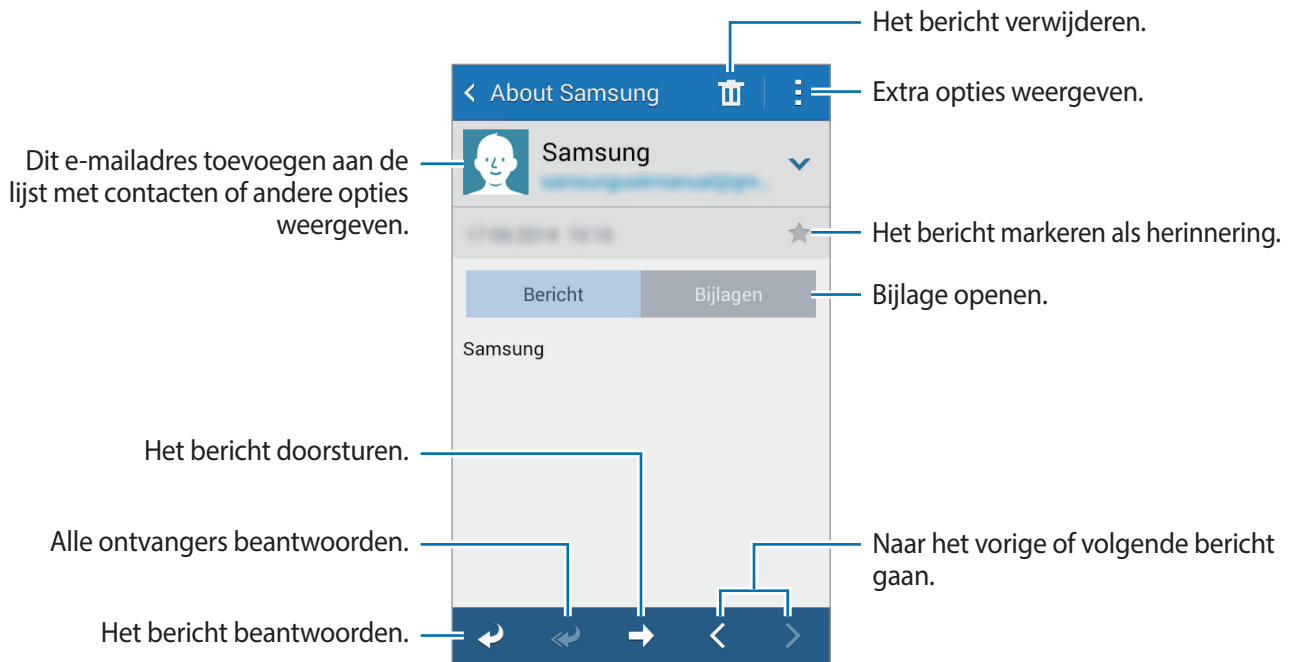 Het bericht verwijderen.
Extra opties weergeven.
About Samsung
Dit e-mailadres toevoegen aan de
lijst met contacten of andere opties
weergeven.
Samsung
Het bericht markeren als herinnering.
Bericht
Bijlagen
Bijlage openen.
Samsung
Het bericht doorsturen.
Alle ontvangers beantwoorden.
Naar het vorige of volgende bericht
gaan.
Het bericht beantwoorden.